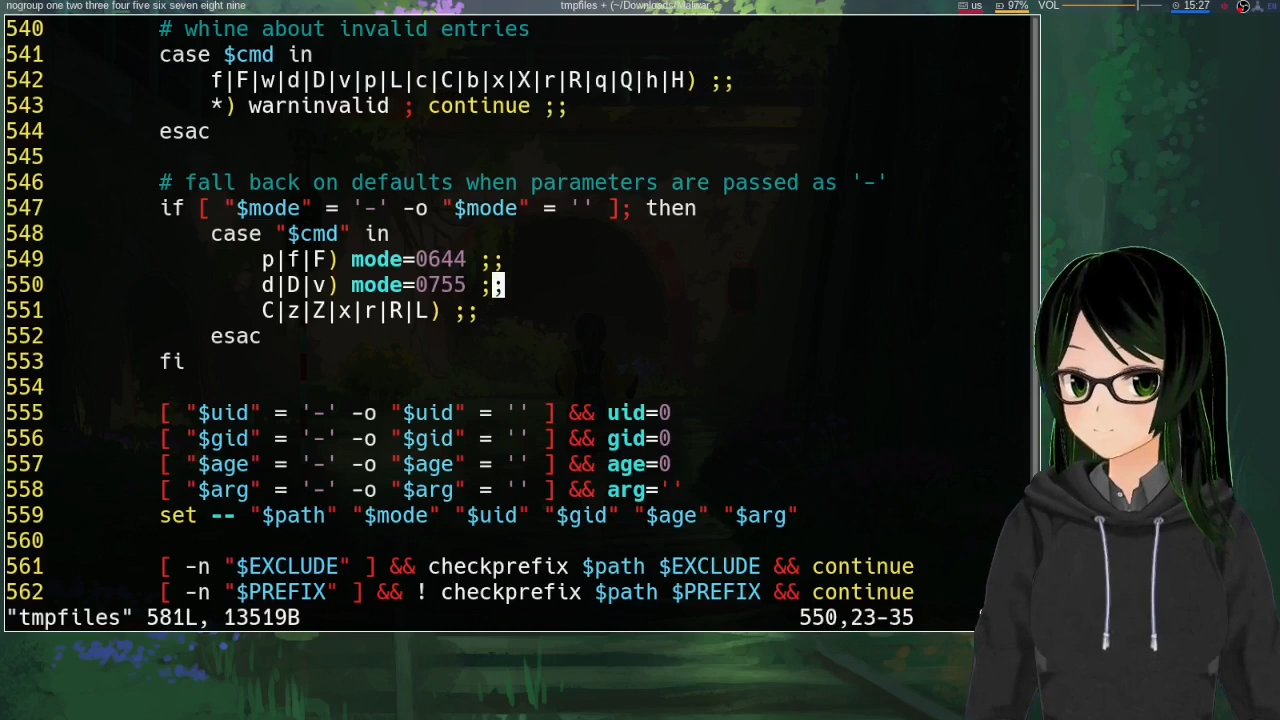 nogroup one two three four five six seven eight nine tmpfiles + (~/Downloads/Malwar us 97% VOL 15:27
540 # whine about invalid entries
541 case $cmd in
542 f|F|w|d|D|v|p|L|c|C|b|x|X|r|R|q|Q|h|H) ;;
543 *) warninvalid ; continue ;;
544 esac
545
546 # fall back on defaults when parameters are passed as '-'
547 if [ "$mode" = '-' -o "$mode" = '' ]; then
548 case "$cmd" in
549 p|f|F) mode=0644 ;;
550 d|D|v) mode=0755 ;;
551 C|z|Z|x|r|R|L) ;;
552 esac
553 fi
554
555 [ "$uid" = '-' -o "$uid" = '' ] && uid=0
556 [ "$gid" = '-' -o "$gid" = '' ] && gid=0
557 [ "$age" = '-' -o "$age" = '' ] && age=0
558 [ "$arg" = '-' -o "$arg" = '' ] && arg=''
559 set -- "$path" "$mode" "$uid" "$gid" "$age" "$arg"
560
561 [ -n "$EXCLUDE" ] && checkprefix $path $EXCLUDE && continue
562 [ -n "$PREFIX" ] && ! checkprefix $path $PREFIX && continue
"tmpfiles" 581L, 13519B 550,23-35